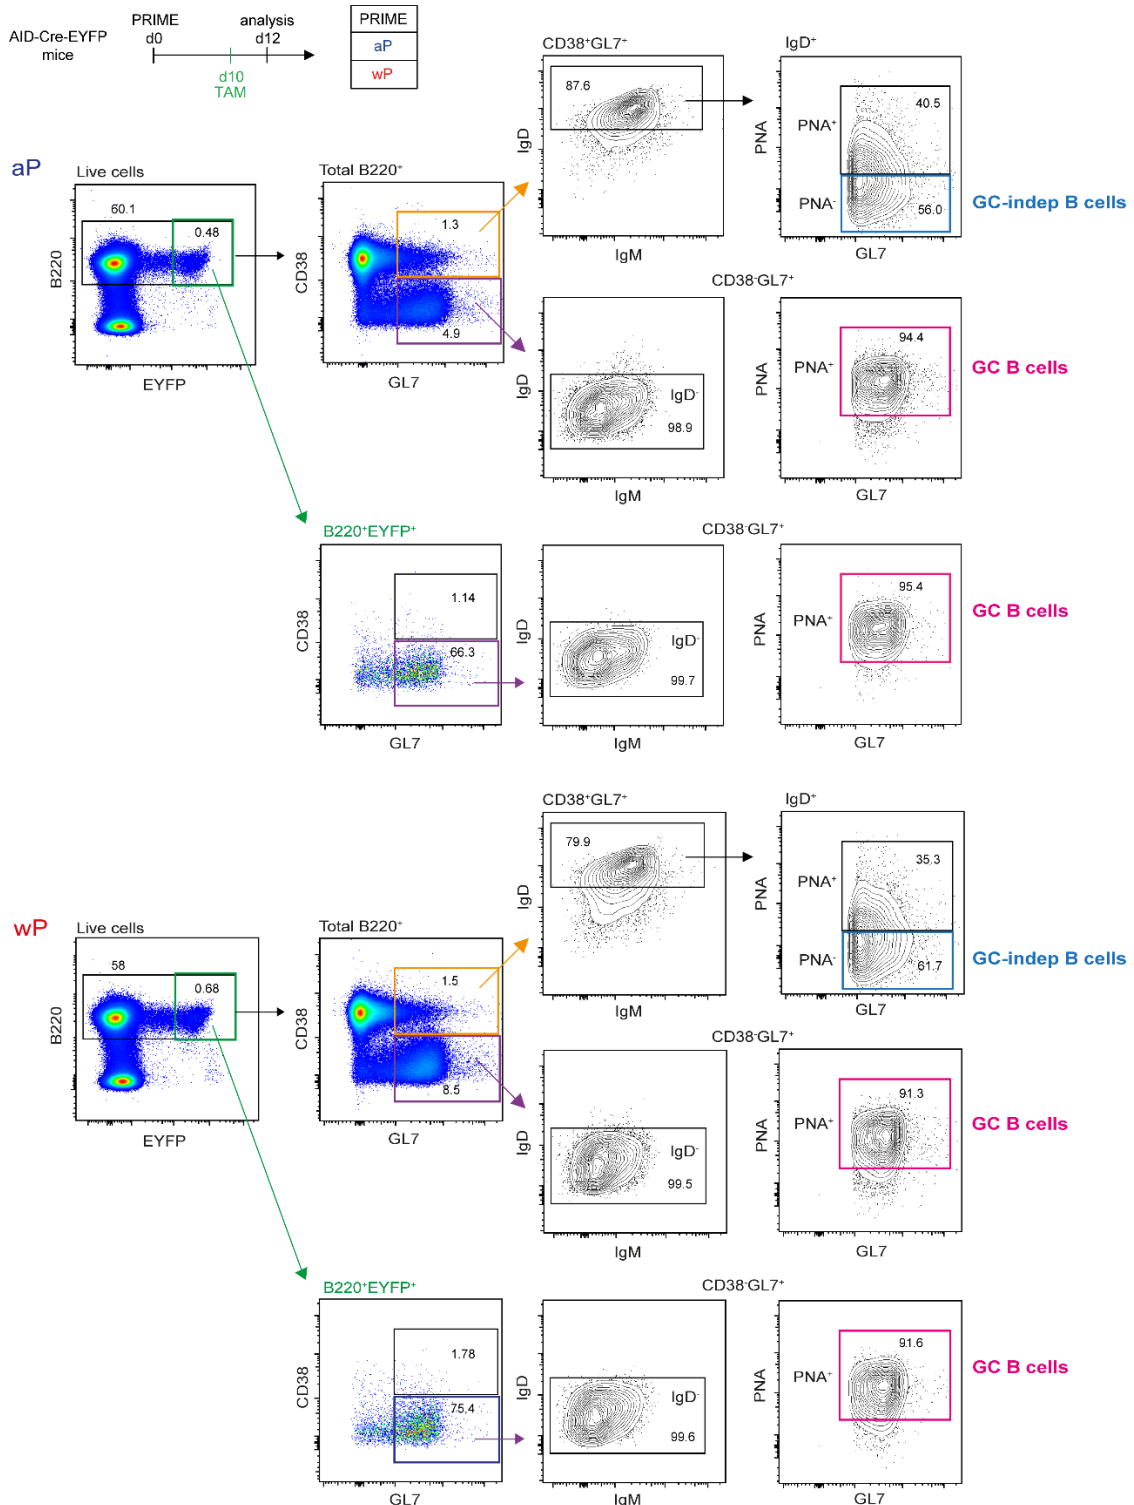 PRIME
analysis
PRIME
AID-Cre-EYFP
mice
d0
d12
aP
d10
TAM
wP
CD38⁺GL7⁺
IgD⁺
87.6
IgD
IgM
PNA⁺
40.5
PNA
PNA⁻
56.0
GL7
GC-indep B cells
aP
Live cells
60.1
0.48
B220
EYFP
Total B220⁺
1.3
CD38
4.9
GL7
CD38⁻GL7⁺
IgD
IgD⁻
98.9
IgM
94.4
PNA⁺
PNA
GL7
GC B cells
B220⁺EYFP⁺
CD38⁻GL7⁺
1.14
CD38
66.3
GL7
IgD
IgD⁻
99.7
IgM
95.4
PNA⁺
PNA
GL7
GC B cells
CD38⁺GL7⁺
IgD⁺
79.9
IgD
IgM
35.3
PNA⁺
PNA
PNA⁻
61.7
GL7
GC-indep B cells
wP
Live cells
58
0.68
B220
EYFP
Total B220⁺
1.5
CD38
8.5
GL7
CD38⁻GL7⁺
IgD
IgD⁻
99.5
IgM
91.3
PNA⁺
PNA
GL7
GC B cells
B220⁺EYFP⁺
CD38⁻GL7⁺
1.78
CD38
75.4
GL7
IgD
IgD⁻
99.6
IgM
91.6
PNA⁺
PNA
GL7
GC B cells